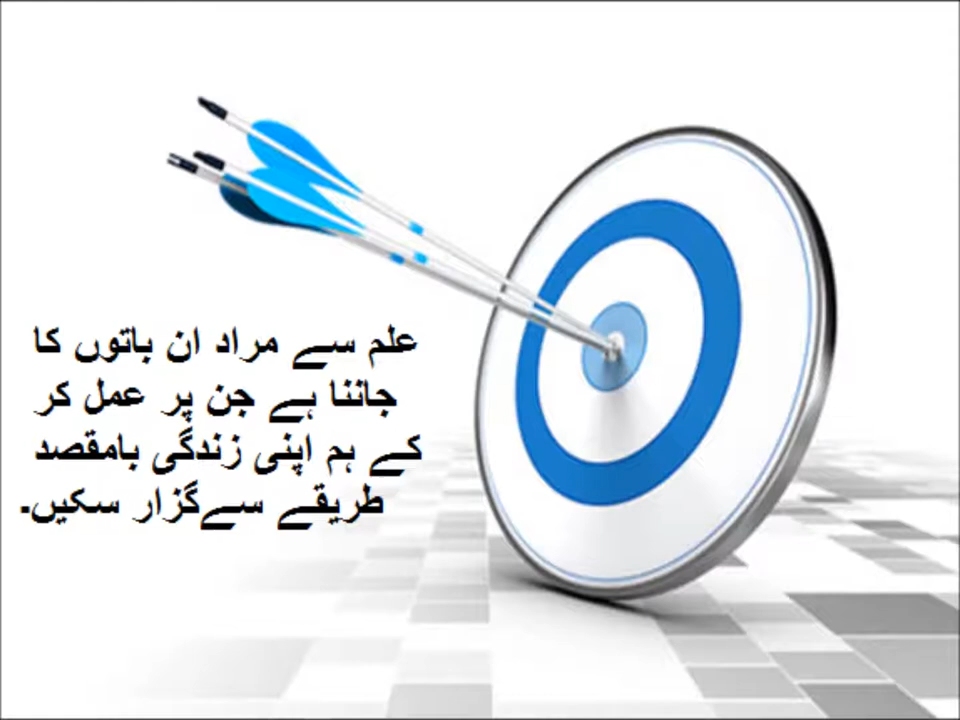 علم سے مراد ان باتوں کا
جاننا ہے جن پر عمل کر
کے ہم اپنی زندگی بامقصد
طریقے سےگزار سکیں۔